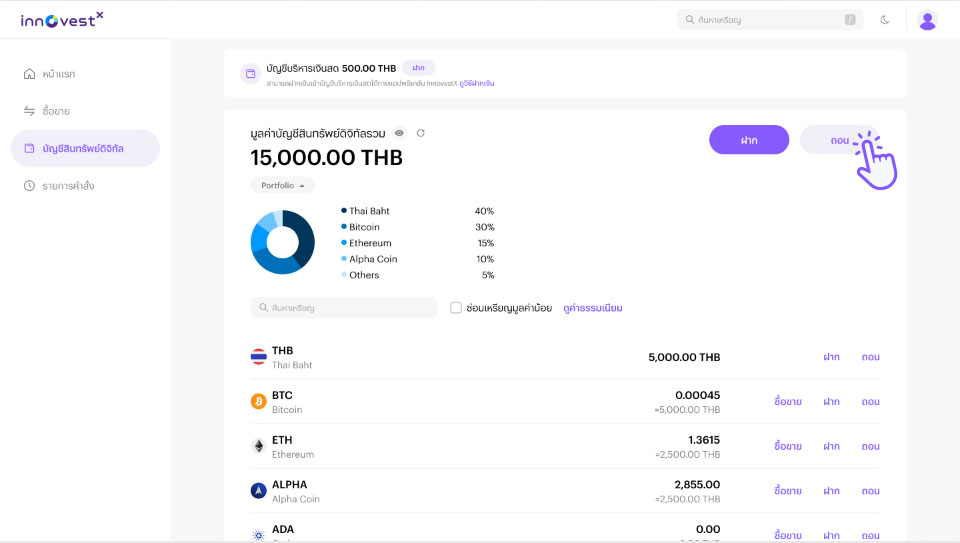 innovestx
ค้นหาเหรียญ /
หน้าแรก
ซื้อขาย
บัญชีสินทรัพย์ดิจิทัล
รายการคำสั่ง
บัญชีบริหารเงินสด 500.00 THB ฝาก
สามารถฝากเงินเข้าบัญชีบริหารเงินสดได้ทางแอปพลิเคชัน InnovestX ดูวิธีฝากเงิน
มูลค่าบัญชีสินทรัพย์ดิจิทัลรวม
15,000.00 THB
ฝาก ถอน
Portfolio
Thai Baht 40%
Bitcoin 30%
Ethereum 15%
Alpha Coin 10%
Others 5%
ค้นหาเหรียญ ซ่อนเหรียญมูลค่าน้อย ดูค่าธรรมเนียม
THB 5,000.00 THB ฝาก ถอน
Thai Baht
BTC 0.00045 ซื้อขาย ฝาก ถอน
Bitcoin ≈5,000.00 THB
ETH 1.3615 ซื้อขาย ฝาก ถอน
Ethereum ≈2,500.00 THB
ALPHA 2,855.00 ซื้อขาย ฝาก ถอน
Alpha Coin ≈2,500.00 THB
ADA 0.00 ซื้อขาย ฝาก ถอน